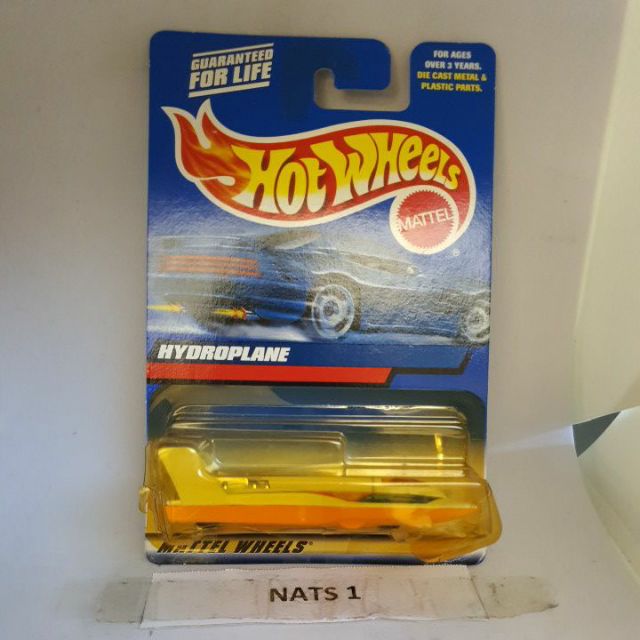 GUARANTEED
FOR LIFE
FOR AGES
OVER 3 YEARS.
DIE CAST METAL &
PLASTIC PARTS.
HOT WHEELS
MATTEL
®
HYDROPLANE
MATTEL WHEELS®
NATS 1